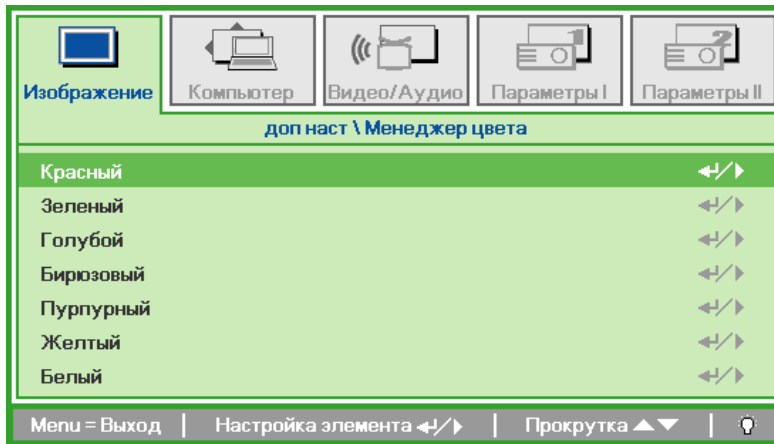 Изображение Компьютер Видео/Аудио Параметры I Параметры II
доп наст \ Менеджер цвета
Красный
Зеленый
Голубой
Бирюзовый
Пурпурный
Желтый
Белый
Menu = Выход | Настройка элемента | Прокрутка